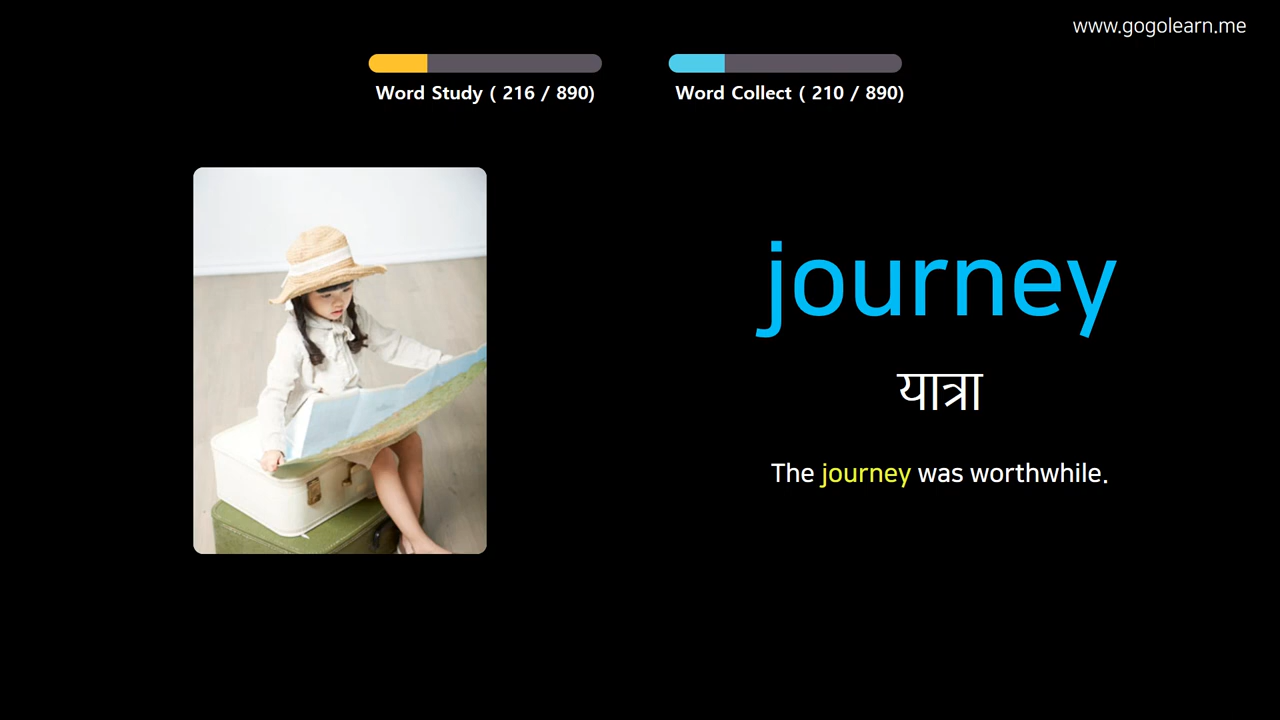 www.gogolearn.me
Word Study ( 216 / 890)
Word Collect ( 210 / 890)
journey
यात्रा
The journey was worthwhile.